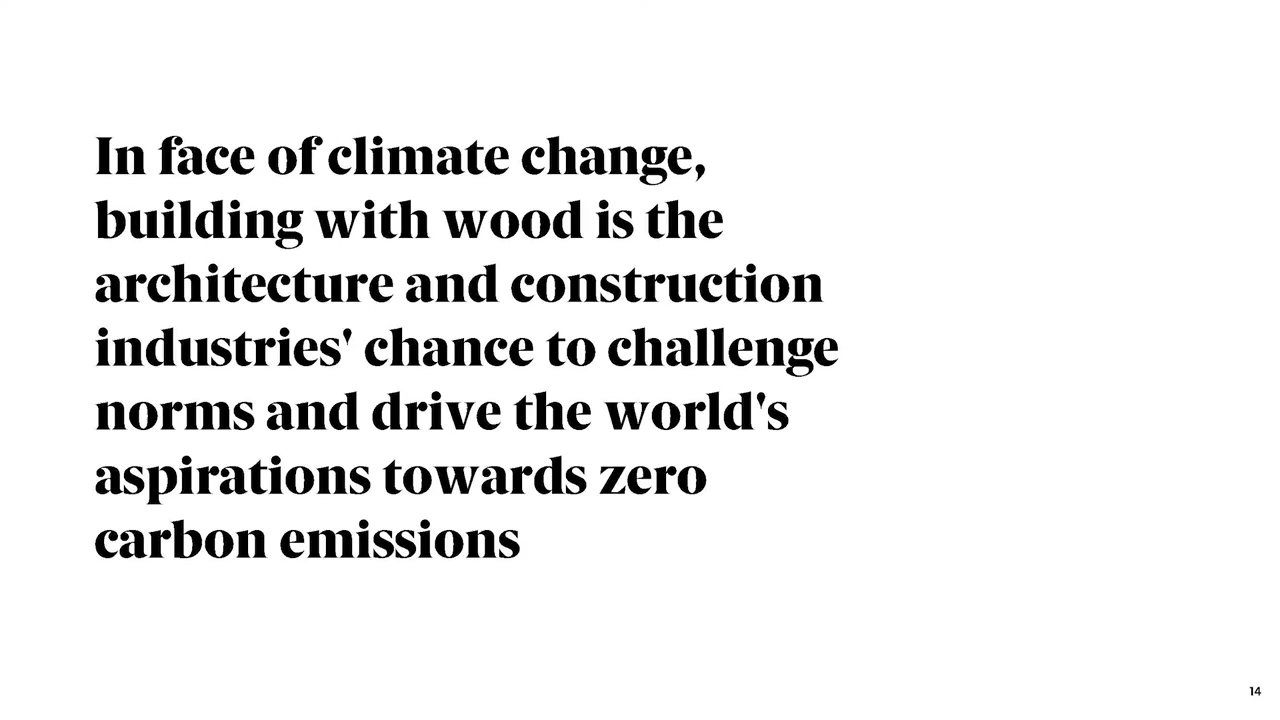 In face of climate change,
building with wood is the
architecture and construction
industries' chance to challenge
norms and drive the world's
aspirations towards zero
carbon emissions
14